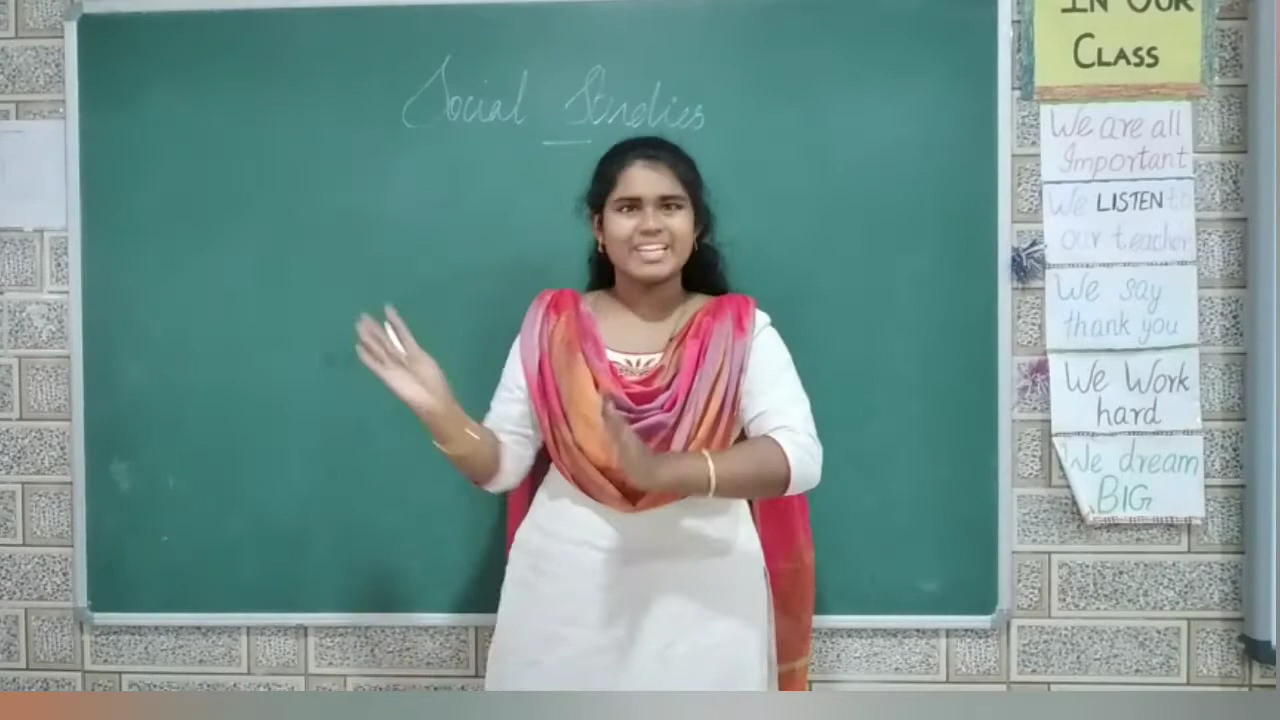 Social Studies
IN OUR
CLASS
We are all
Important
We LISTEN to
our teacher
We say
thank you
We Work
hard
We dream
BIG